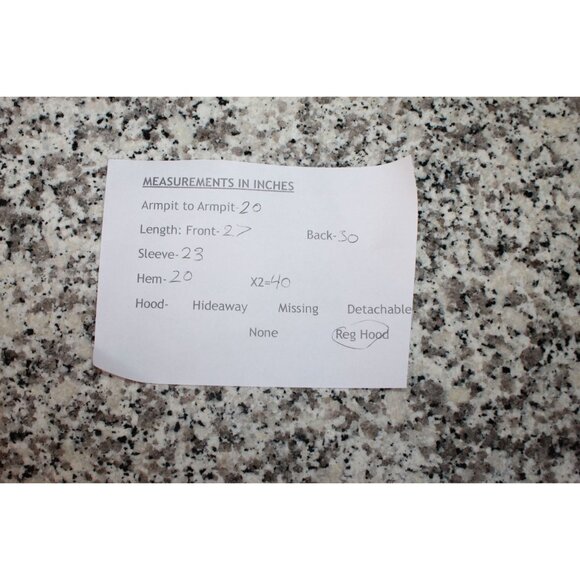 MEASUREMENTS IN INCHES
Armpit to Armpit- 20
Length: Front- 27 Back- 30
Sleeve- 23
Hem- 20 X2= 40
Hood- Hideaway Missing Detachable
None Reg Hood